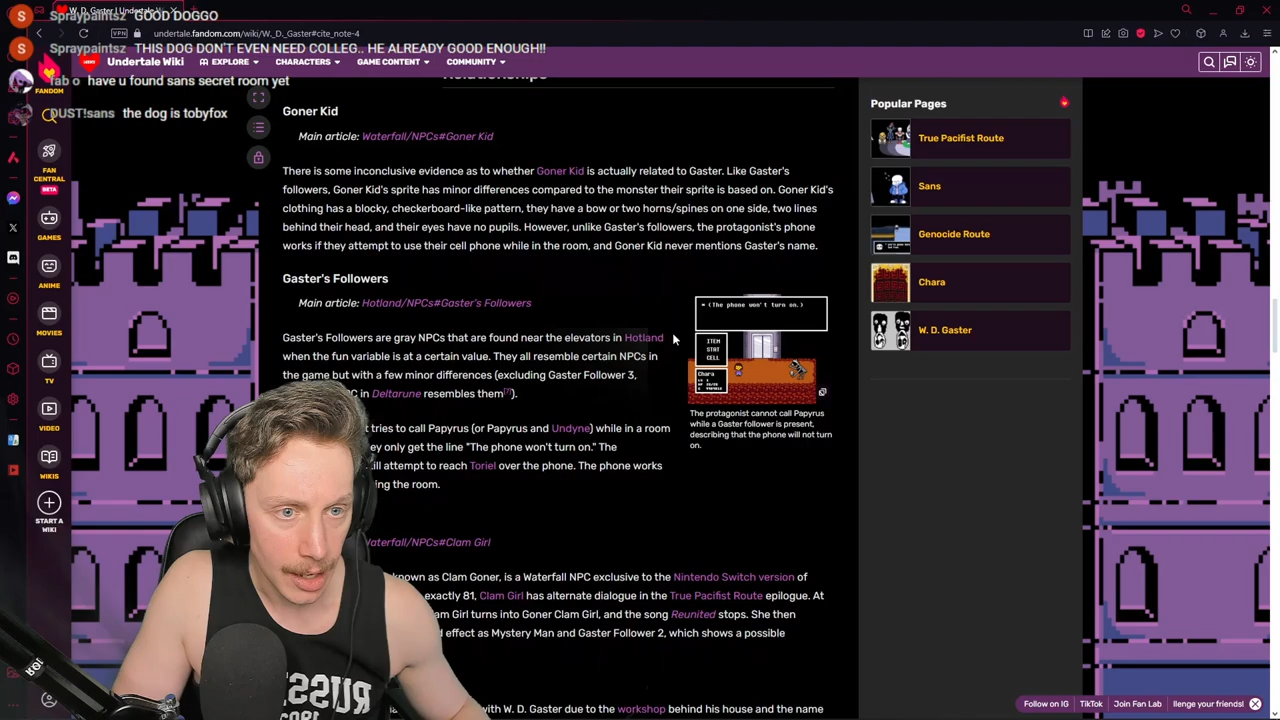 Spraypaintsz GOOD DOGGO
W. D. Gaster | Undertale W
Spraypaintsz THIS DOG DON'T EVEN NEED COLLEG.. HE ALREADY GOOD ENOUGH!!
VPN undertale.fandom.com/wiki/W._D._Gaster#cite_note-4
Undertale Wiki EXPLORE CHARACTERS GAME CONTENT COMMUNITY
FANDOM
have u found sans secret room yet
DUST!sans the dog is tobyfox
Relationships
Goner Kid
Main article: Waterfall/NPCs#Goner Kid
There is some inconclusive evidence as to whether Goner Kid is actually related to Gaster. Like Gaster's
followers, Goner Kid's sprite has minor differences compared to the monster their sprite is based on. Goner Kid's
clothing has a blocky, checkerboard-like pattern, they have a bow or two horns/spines on one side, two lines
behind their head, and their eyes have no pupils. However, unlike Gaster's followers, the protagonist's phone
works if they attempt to use their cell phone while in the room, and Goner Kid never mentions Gaster's name.
Gaster's Followers
Main article: Hotland/NPCs#Gaster's Followers
Gaster's Followers are gray NPCs that are found near the elevators in Hotland
when the fun variable is at a certain value. They all resemble certain NPCs in
the game but with a few minor differences (excluding Gaster Follower 3,
C in Deltarune resembles them[?]).
t tries to call Papyrus (or Papyrus and Undyne) while in a room
ey only get the line "The phone won't turn on." The
ill attempt to reach Toriel over the phone. The phone works
ing the room.
* (The phone won't turn on.)
ITEM
STAT
CELL
Chara
The protagonist cannot call Papyrus
while a Gaster follower is present,
describing that the phone will not turn
on.
Waterfall/NPCs#Clam Girl
known as Clam Goner, is a Waterfall NPC exclusive to the Nintendo Switch version of
exactly 81, Clam Girl has alternate dialogue in the True Pacifist Route epilogue. At
am Girl turns into Goner Clam Girl, and the song Reunited stops. She then
d effect as Mystery Man and Gaster Follower 2, which shows a possible
with W. D. Gaster due to the workshop behind his house and the name
Popular Pages
True Pacifist Route
Sans
Genocide Route
Chara
W. D. Gaster
FAN
CENTRAL
BETA
GAMES
ANIME
MOVIES
TV
VIDEO
WIKIS
START A
WIKI
RUSS
Follow on IG TikTok Join Fan Lab llenge your friends!